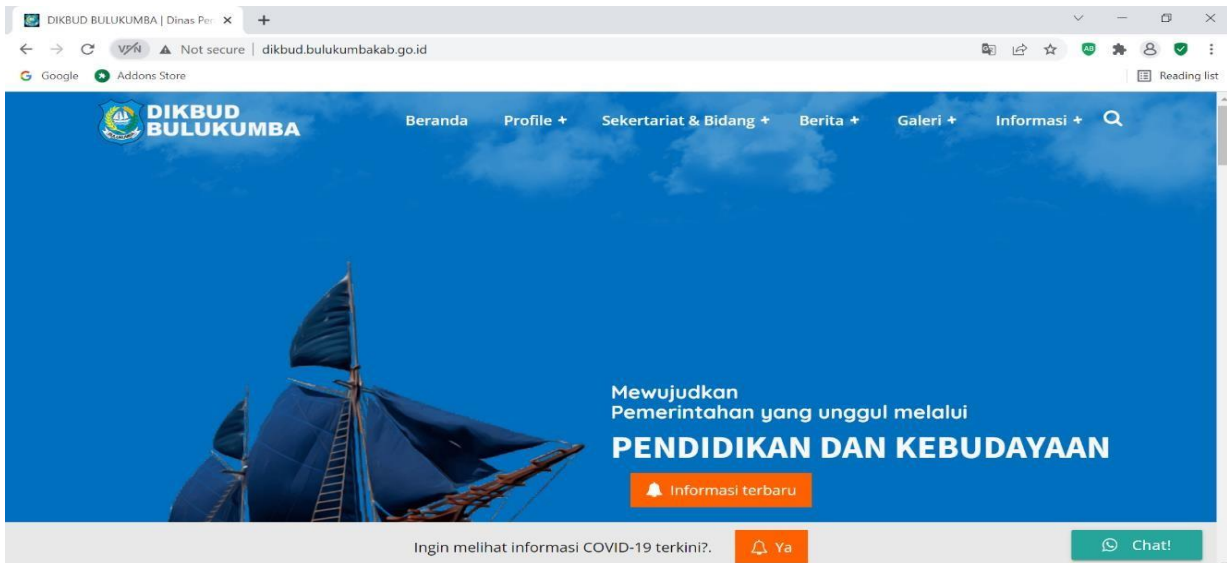 DIKBUD BULUKUMBA | Dinas Per
VPN Not secure | dikbud.bulukumbakab.go.id
Google Addons Store Reading list
DIKBUD
BULUKUMBA
Beranda Profile + Sekertariat & Bidang + Berita + Galeri + Informasi +
Mewujudkan
Pemerintahan yang unggul melalui
PENDIDIKAN DAN KEBUDAYAAN
Informasi terbaru
Ingin melihat informasi COVID-19 terkini?. Ya Chat!